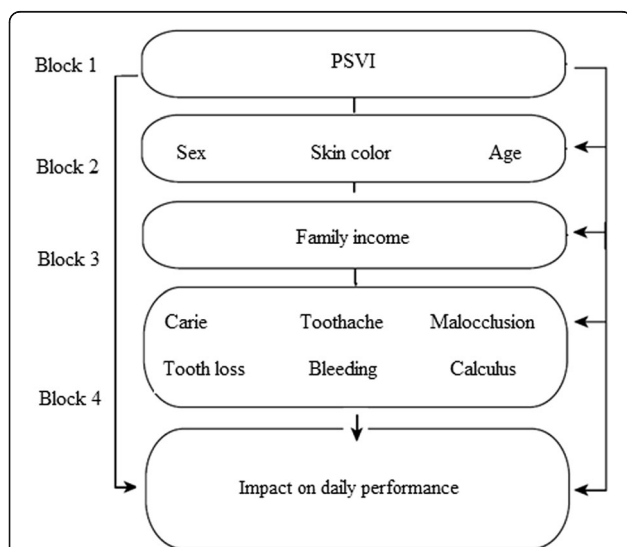 Block 1
PSVI
Block 2
Sex Skin color Age
Block 3
Family income
Carie Toothache Malocclusion
Tooth loss Bleeding Calculus
Block 4
Impact on daily performance